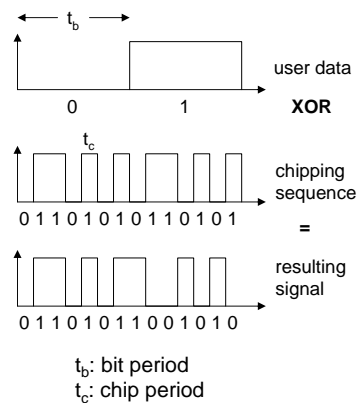 t_b
user data
0 1
XOR
t_c
chipping
sequence
0 1 1 0 1 0 1 0 1 1 0 1 0 1
=
resulting
signal
0 1 1 0 1 0 1 1 0 0 1 0 1 0
t_b: bit period
t_c: chip period